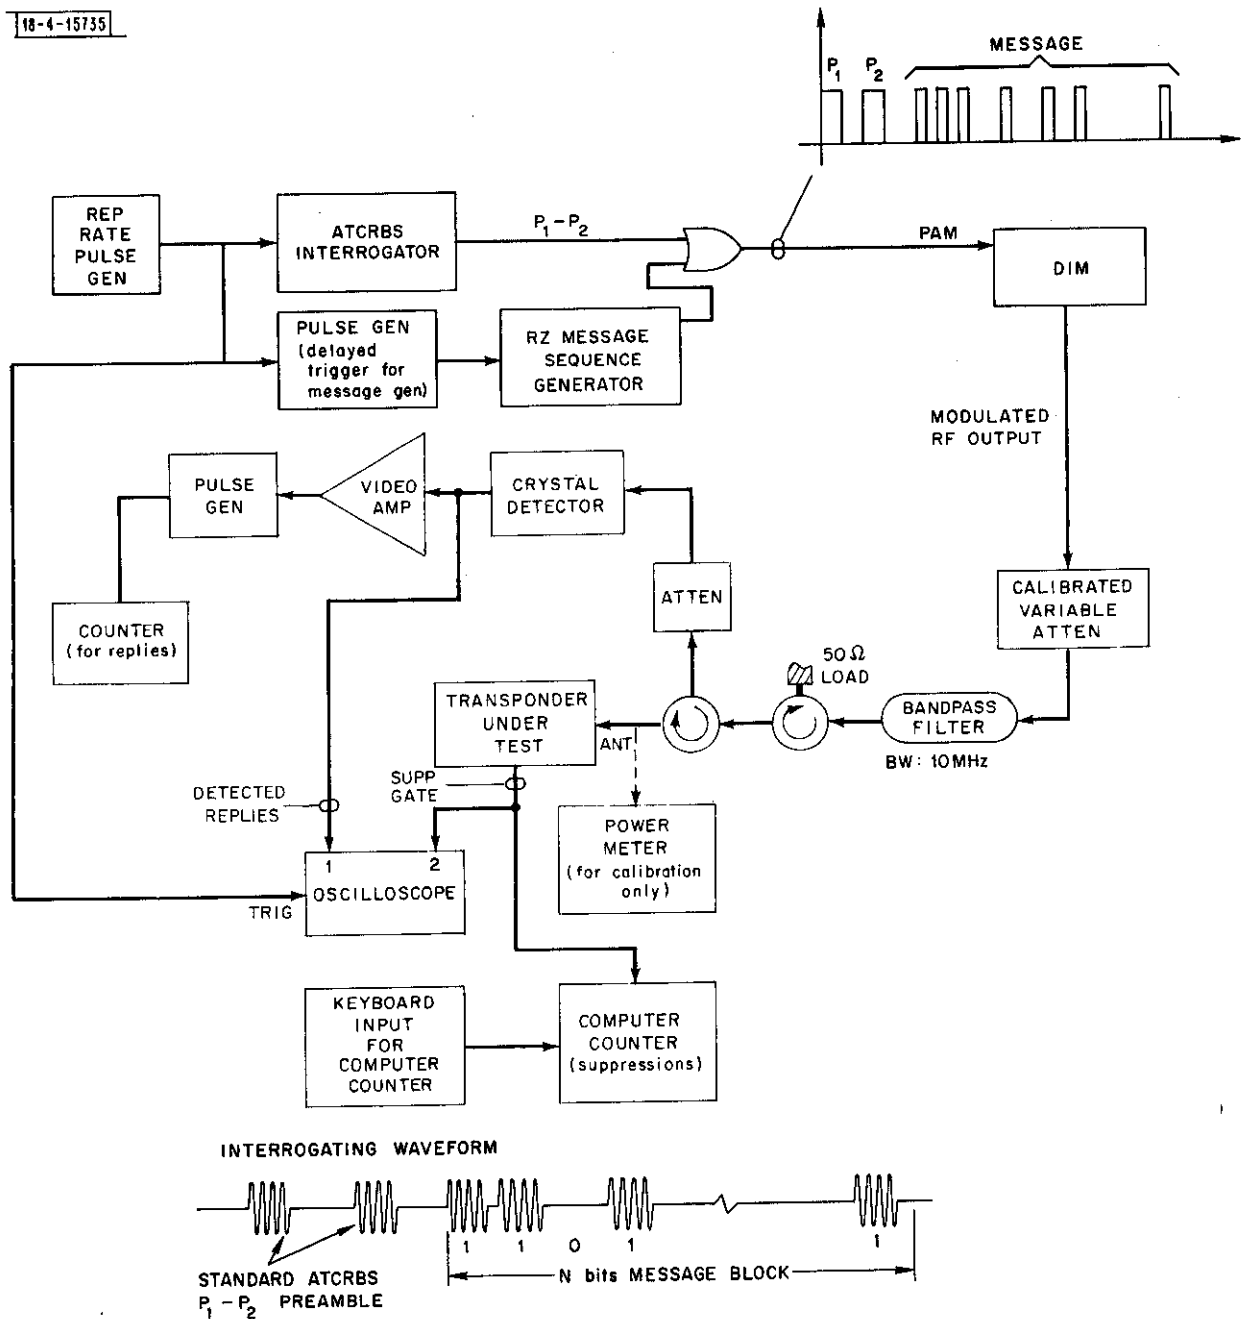 18-4-15735
MESSAGE
P1 P2
REP
RATE
PULSE
GEN
ATCRBS
INTERROGATOR
P1-P2
PAM
DIM
PULSE GEN
(delayed
trigger for
message gen)
RZ MESSAGE
SEQUENCE
GENERATOR
MODULATED
RF OUTPUT
PULSE
GEN
VIDEO
AMP
CRYSTAL
DETECTOR
ATTEN
CALIBRATED
VARIABLE
ATTEN
COUNTER
(for replies)
50Ω
LOAD
TRANSPONDER
UNDER
TEST
ANT
BANDPASS
FILTER
BW: 10MHz
SUPP
GATE
DETECTED
REPLIES
POWER
METER
(for calibration
only)
1 2
OSCILLOSCOPE
TRIG
KEYBOARD
INPUT
FOR
COMPUTER
COUNTER
COMPUTER
COUNTER
(suppressions)
INTERROGATING WAVEFORM
1 1 0 1 1
N bits MESSAGE BLOCK
STANDARD ATCRBS
P1-P2 PREAMBLE